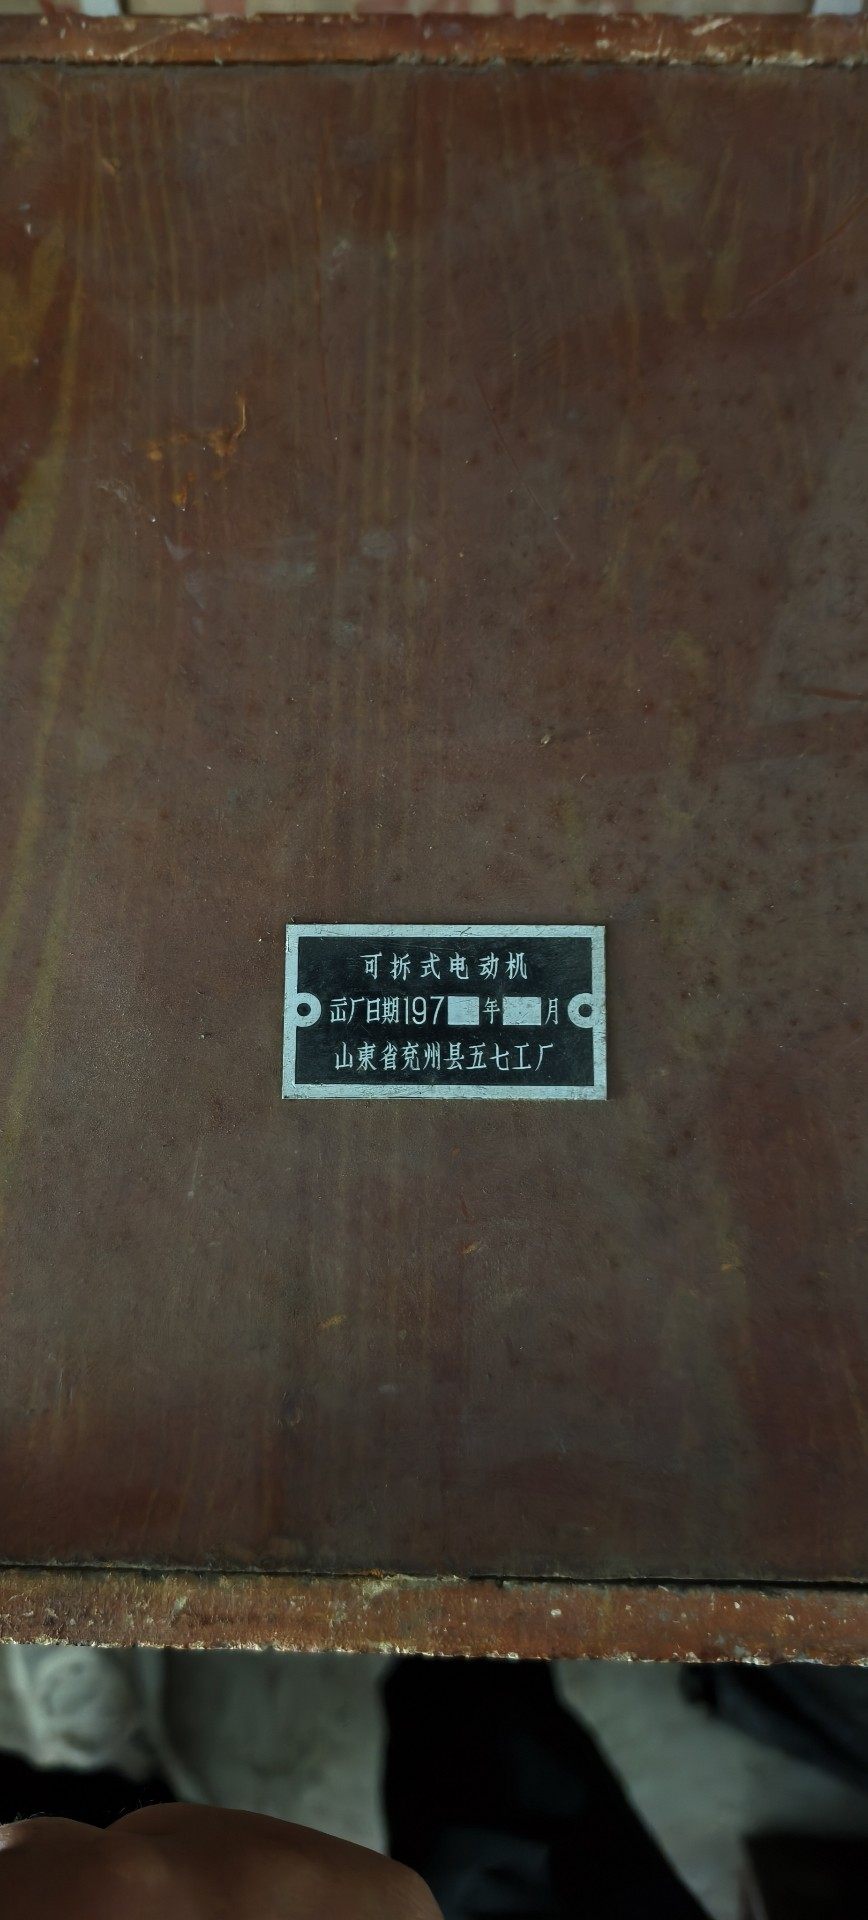 可拆式电动机
出厂日期197 年 月
山東省兖州县五七工厂